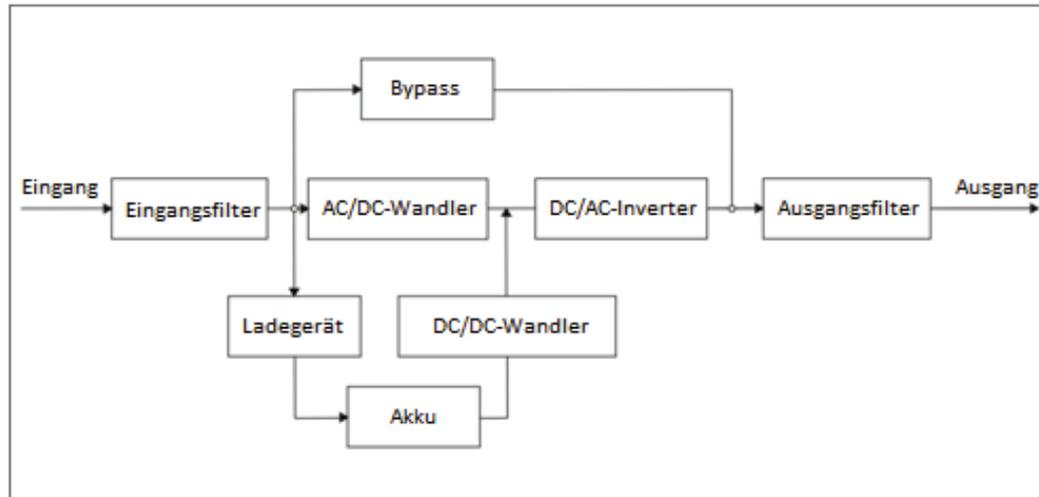 Bypass
Eingang
Eingangsfilter
AC/DC-Wandler
DC/AC-Inverter
Ausgangsfilter
Ausgang
Ladegerät
DC/DC-Wandler
Akku